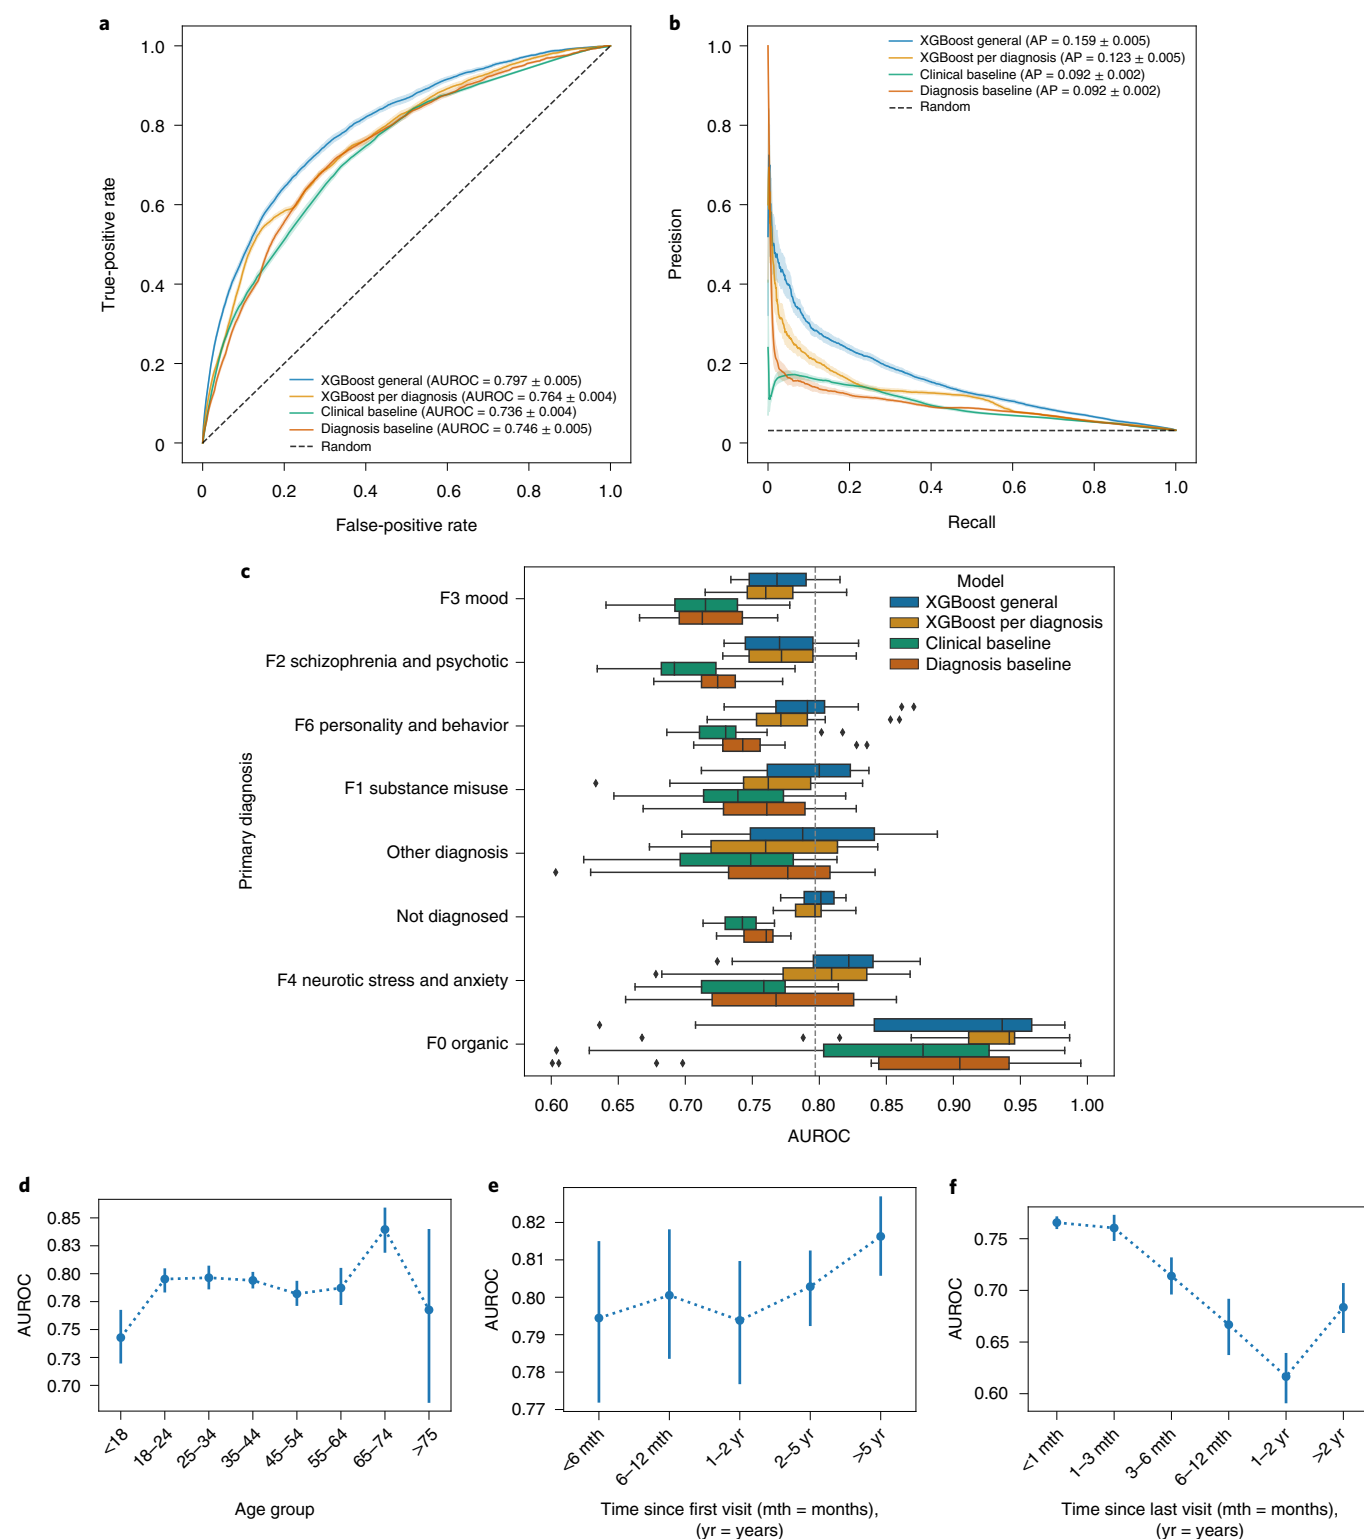 a
1.0
0.8
0.6
0.4
0.2
0
True-positive rate
XGBoost general (AUROC = 0.797 ± 0.005)
XGBoost per diagnosis (AUROC = 0.764 ± 0.004)
Clinical baseline (AUROC = 0.736 ± 0.004)
Diagnosis baseline (AUROC = 0.746 ± 0.005)
Random
0 0.2 0.4 0.6 0.8 1.0
False-positive rate
b
1.0
0.8
0.6
0.4
0.2
0
Precision
XGBoost general (AP = 0.159 ± 0.005)
XGBoost per diagnosis (AP = 0.123 ± 0.005)
Clinical baseline (AP = 0.092 ± 0.002)
Diagnosis baseline (AP = 0.092 ± 0.002)
Random
0 0.2 0.4 0.6 0.8 1.0
Recall
c
Primary diagnosis
F3 mood
F2 schizophrenia and psychotic
F6 personality and behavior
F1 substance misuse
Other diagnosis
Not diagnosed
F4 neurotic stress and anxiety
F0 organic
Model
XGBoost general
XGBoost per diagnosis
Clinical baseline
Diagnosis baseline
0.60 0.65 0.70 0.75 0.80 0.85 0.90 0.95 1.00
AUROC
d
0.85
0.83
0.80
0.78
0.75
0.73
0.70
AUROC
<18 18–24 25–34 35–44 45–54 55–64 65–74 >75
Age group
e
0.82
0.81
0.80
0.79
0.78
0.77
AUROC
<6 mth 6–12 mth 1–2 yr 2–5 yr >5 yr
Time since first visit (mth = months),
(yr = years)
f
0.75
0.70
0.65
0.60
AUROC
<1 mth 1–3 mth 3–6 mth 6–12 mth 1–2 yr >2 yr
Time since last visit (mth = months),
(yr = years)